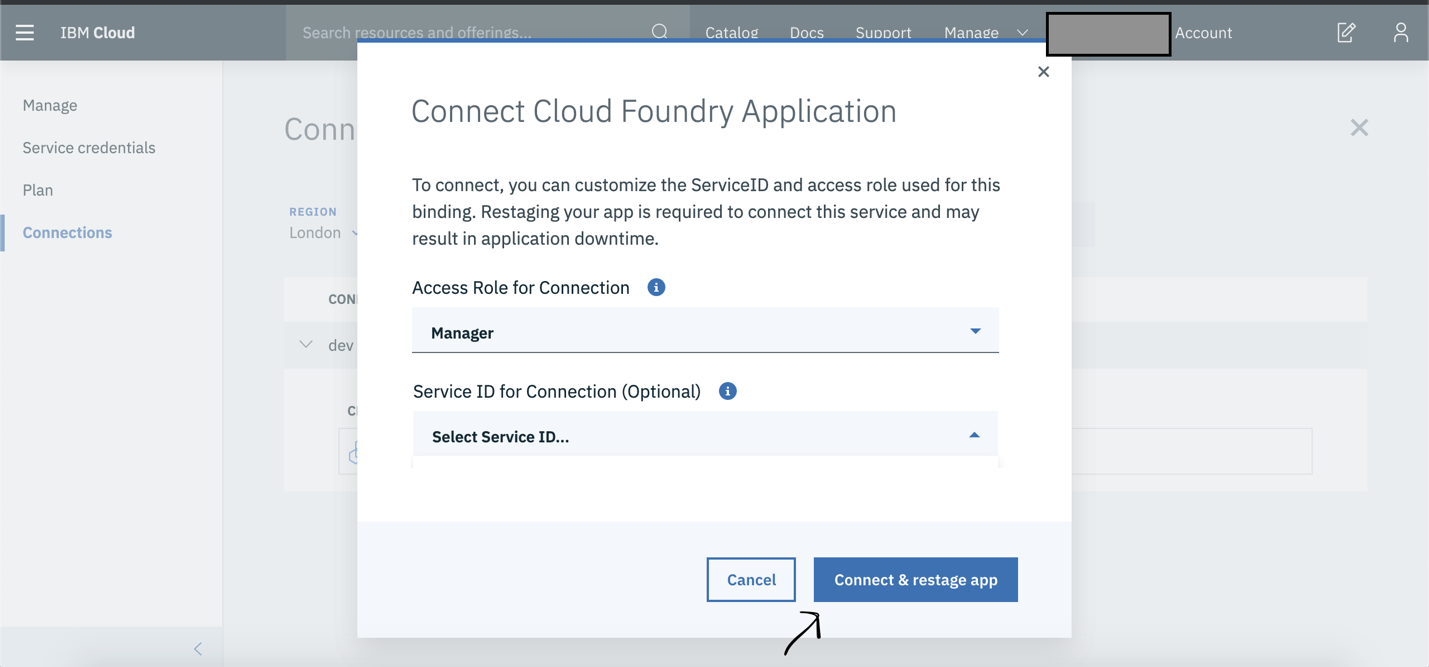 IBM Cloud
Search resources and offerings...
Catalog
Docs
Support
Manage
Account
Manage
Service credentials
Plan
Connections
Conn
REGION
London
CON
dev
Connect Cloud Foundry Application
To connect, you can customize the ServiceID and access role used for this
binding. Restaging your app is required to connect this service and may
result in application downtime.
Access Role for Connection
Manager
Service ID for Connection (Optional)
Select Service ID...
Cancel
Connect & restage app